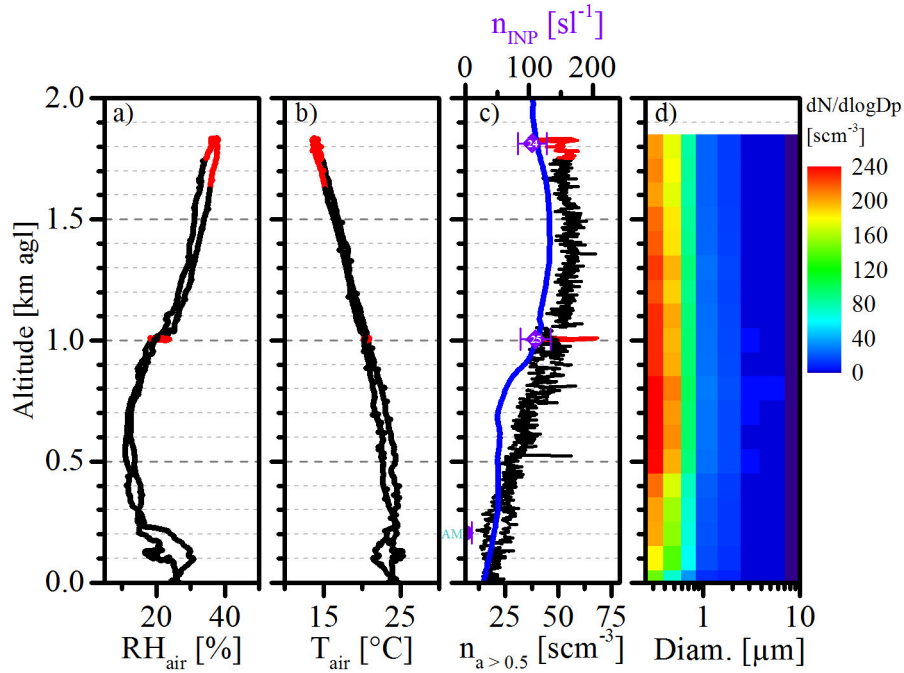 n_INP [sl⁻¹]
0 100 200
a) b) c) d)
dN/dlogDp
[scm⁻³]
240
200
160
120
80
40
0
Altitude [km agl]
2.0
1.5
1.0
0.5
0.0
24
25
AM
20 40
15 25
25 50 75
1 10
RH_air [%]
T_air [°C]
n_a > 0.5 [scm⁻³]
Diam. [µm]